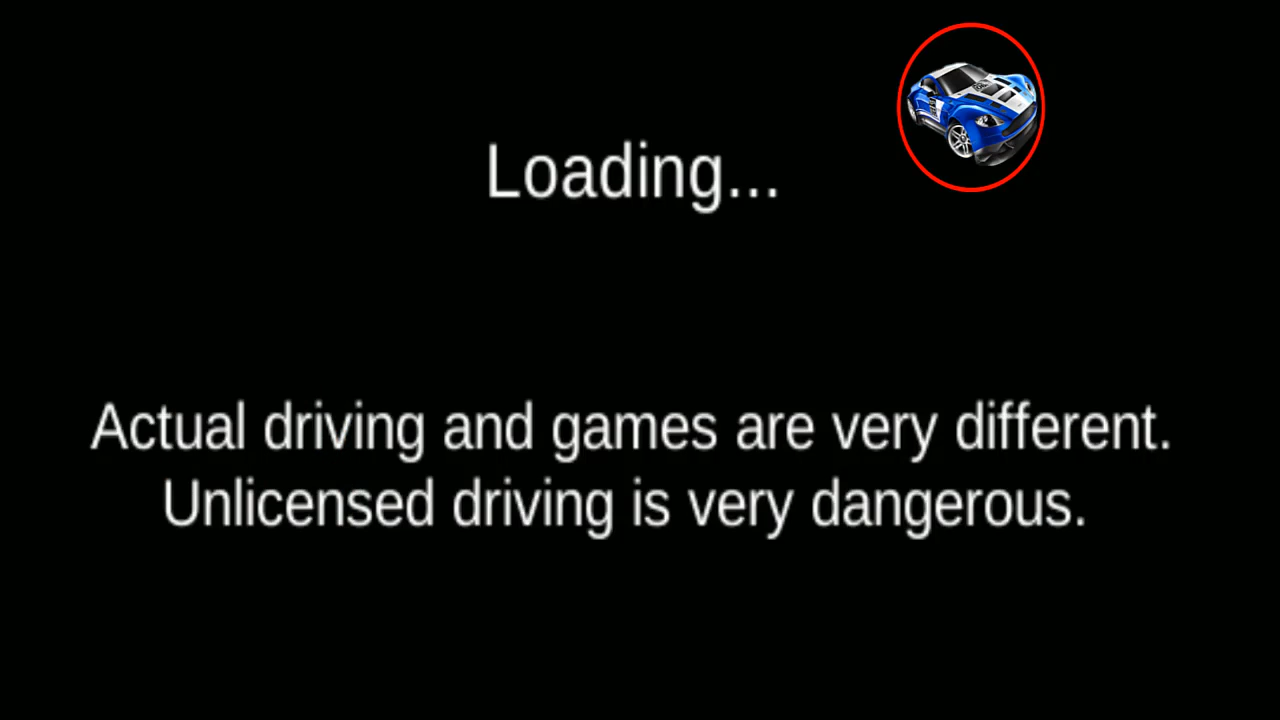 Loading...
Actual driving and games are very different.
Unlicensed driving is very dangerous.